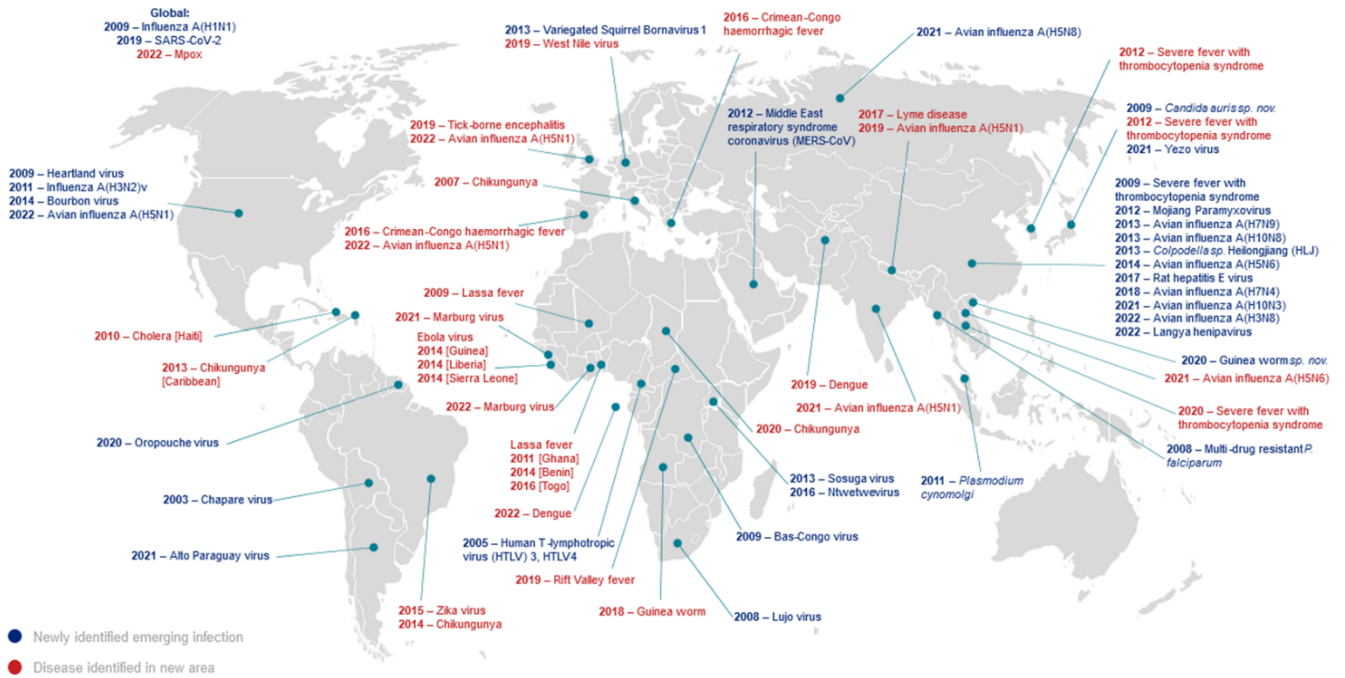 Global:
2009 – Influenza A(H1N1)
2019 – SARS-CoV-2
2022 – Mpox
2013 – Variegated Squirrel Bornavirus 1
2019 – West Nile virus
2016 – Crimean-Congo
haemorrhagic fever
2021 – Avian influenza A(H5N8)
2012 – Severe fever with
thrombocytopenia syndrome
2019 – Tick-borne encephalitis
2022 – Avian influenza A(H5N1)
2012 – Middle East
respiratory syndrome
coronavirus (MERS-CoV)
2017 – Lyme disease
2019 – Avian influenza A(H5N1)
2009 – Candida auris sp. nov.
2012 – Severe fever with
thrombocytopenia syndrome
2021 – Yezo virus
2009 – Heartland virus
2011 – Influenza A(H3N2)v
2014 – Bourbon virus
2022 – Avian influenza A(H5N1)
2007 – Chikungunya
2016 – Crimean-Congo haemorrhagic fever
2022 – Avian influenza A(H5N1)
2009 – Severe fever with
thrombocytopenia syndrome
2012 – Mojiang Paramyxovirus
2013 – Avian influenza A(H7N9)
2013 – Avian influenza A(H10N8)
2013 – Colpodella sp. Heilongjiang (HLJ)
2014 – Avian influenza A(H5N6)
2017 – Rat hepatitis E virus
2018 – Avian influenza A(H7N4)
2021 – Avian influenza A(H10N3)
2022 – Avian influenza A(H3N8)
2022 – Langya henipavirus
2009 – Lassa fever
2021 – Marburg virus
Ebola virus
2014 [Guinea]
2014 [Liberia]
2014 [Sierra Leone]
2010 – Cholera [Haiti]
2013 – Chikungunya
[Caribbean]
2020 – Guinea worm sp. nov.
2021 – Avian influenza A(H5N6)
2019 – Dengue
2021 – Avian influenza A(H5N1)
2022 – Marburg virus
2020 – Chikungunya
2020 – Severe fever with
thrombocytopenia syndrome
2020 – Oropouche virus
Lassa fever
2011 [Ghana]
2014 [Benin]
2016 [Togo]
2008 – Multi-drug resistant P.
falciparum
2013 – Sosuga virus
2016 – Ntwetwevirus
2011 – Plasmodium
cynomolgi
2003 – Chapare virus
2022 – Dengue
2009 – Bas-Congo virus
2005 – Human T-lymphotropic
virus (HTLV) 3, HTLV4
2021 – Alto Paraguay virus
2019 – Rift Valley fever
2015 – Zika virus
2014 – Chikungunya
2018 – Guinea worm
2008 – Lujo virus
Newly identified emerging infection
Disease identified in new area